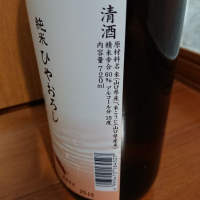 清酒
原材料名 米(山口県産)、米こうじ(山口県産米)
精米歩合 60% アルコール分 15度
内容量 720ml
純米 ひやおろし